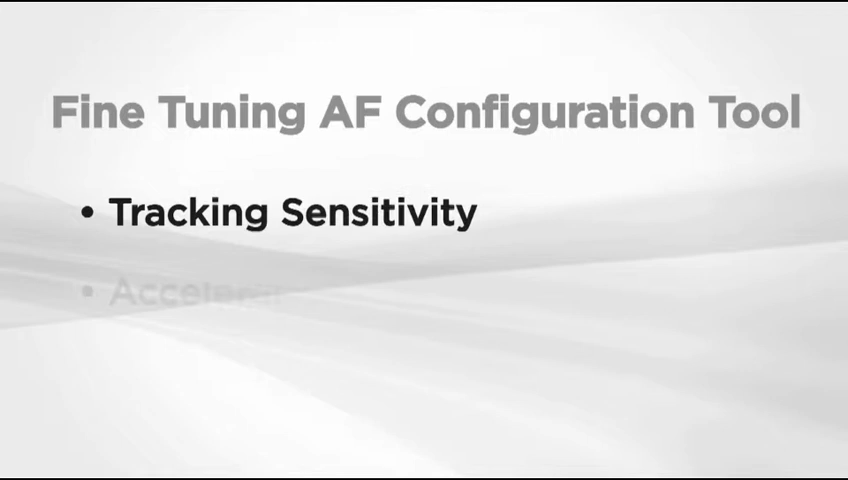 Fine Tuning AF Configuration Tool
• Tracking Sensitivity